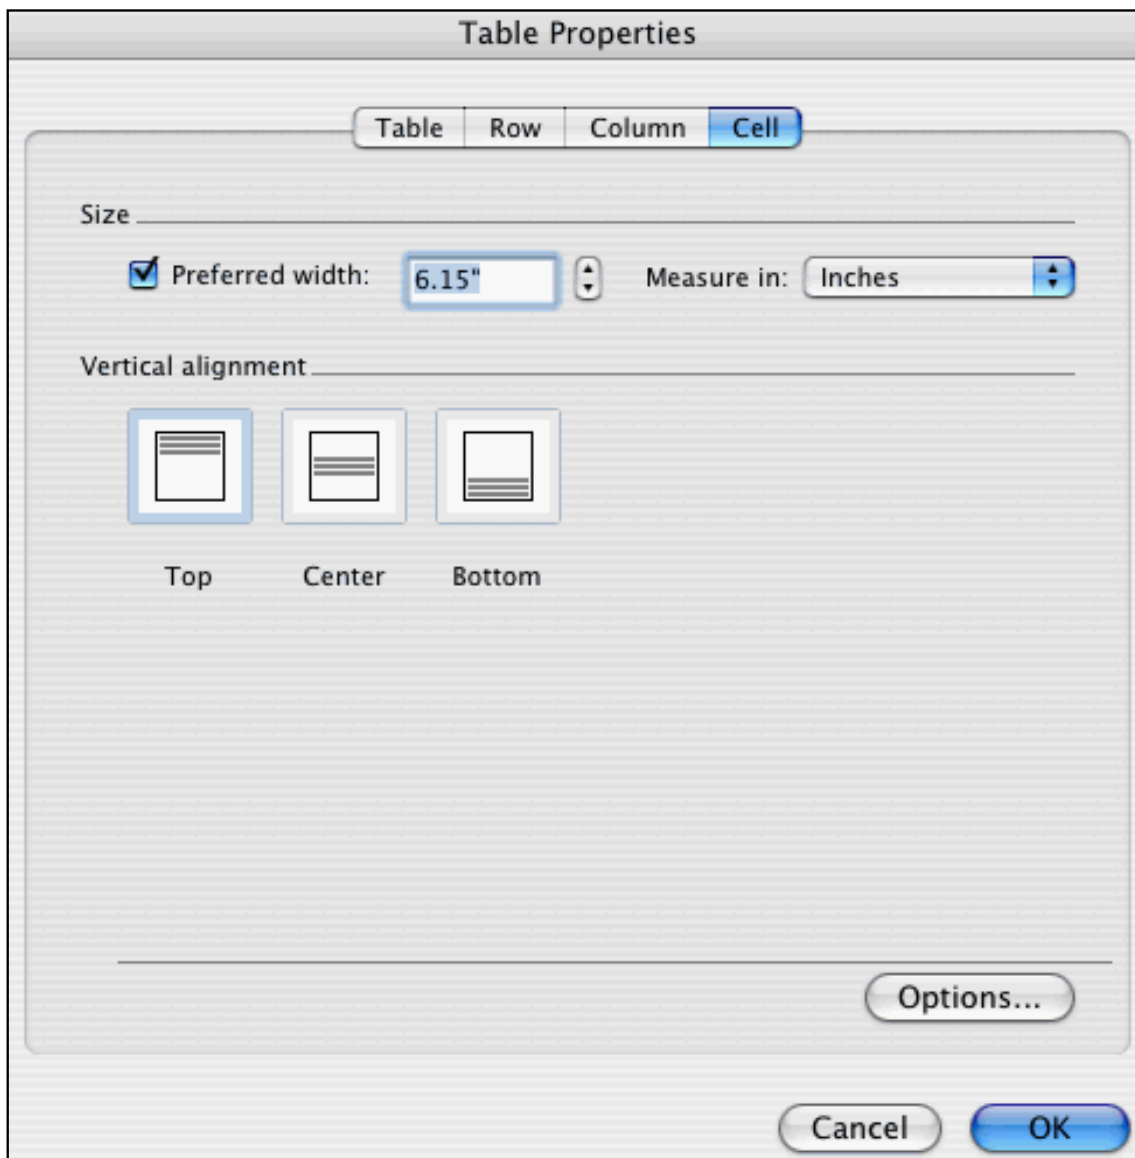 Table Properties
Table Row Column Cell
Size
Preferred width: 6.15" Measure in: Inches
Vertical alignment
Top Center Bottom
Options...
Cancel OK